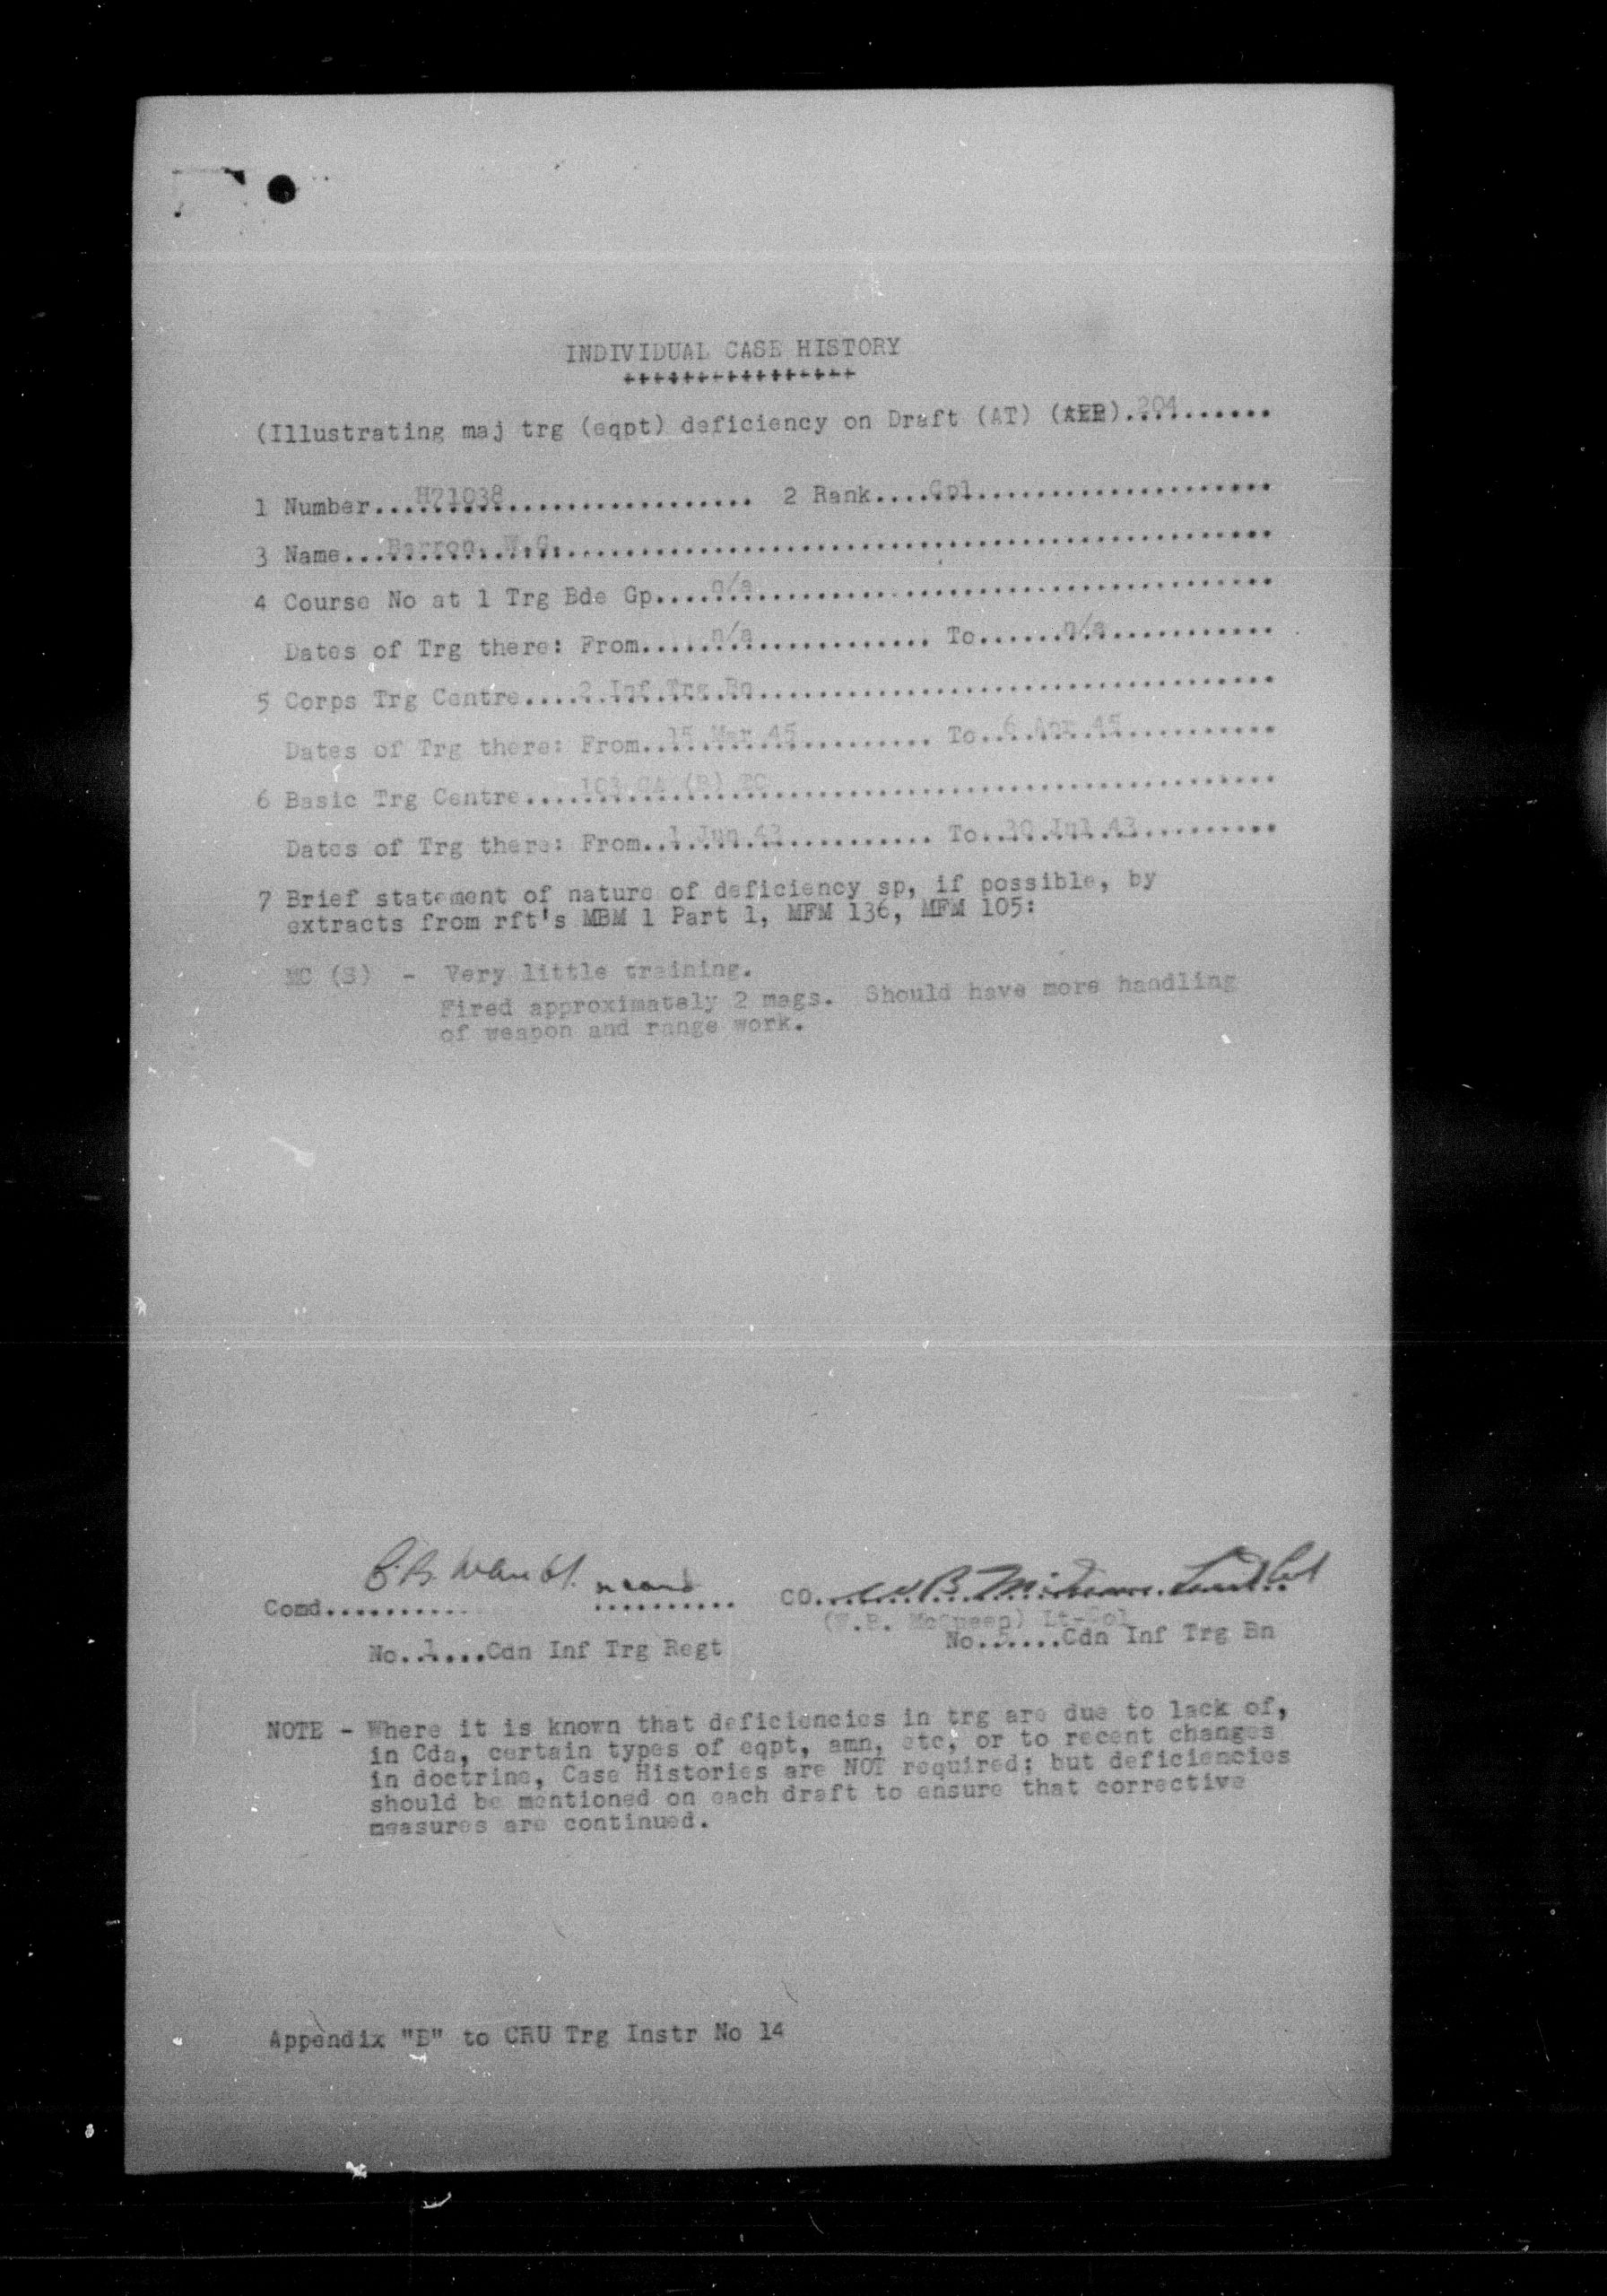 INDIVIDUAL CASE HISTORY
++++++++++++++++
(Illustrating maj trg (eqpt) deficiency on Draft (AT) (AER)....204..........
1 Number....H71038.......................... 2 Rank....Cpl.....................
3 Name....Barron, W.G..................................................
4 Course No at 1 Trg Bde Gp....n/a...................................
Dates of Trg there: From.....n/a............ To......n/a............
5 Corps Trg Centre....2 Inf Trg Bn...................................
Dates of Trg there: From..15 Mar 45......... To..6 Apr 45..........
6 Basic Trg Centre....103 CA (B) TC...................................
Dates of Trg there: From..1 Jun 43.......... To..30 Jul 43.........
7 Brief statement of nature of deficiency sp, if possible, by
extracts from rft's MBM 1 Part 1, MFM 136, MFM 105:
MC (S) - Very little training.
Fired approximately 2 mags. Should have more handling
of weapon and range work.
Comd.......... .......... CO..........
(W.B. ) Lt-Col
No..1....Cdn Inf Trg Regt No.......Cdn Inf Trg Bn
NOTE - Where it is known that deficiencies in trg are due to lack of,
in Cda, certain types of eqpt, amn, etc, or to recent changes
in doctrine, Case Histories are NOT required; but deficiencies
should be mentioned on each draft to ensure that corrective
measures are continued.
Appendix "B" to CRU Trg Instr No 14